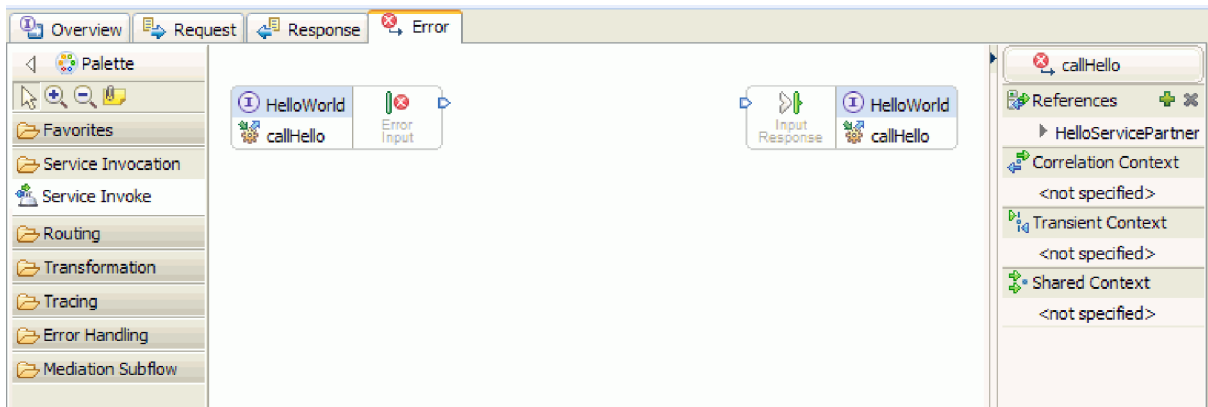 Overview Request Response Error
Palette
callHello
HelloWorld
callHello
Error
Input
Input
Response
HelloWorld
callHello
Favorites
Service Invocation
Service Invoke
Routing
Transformation
Tracing
Error Handling
Mediation Subflow
References
HelloServicePartner
Correlation Context
<not specified>
Transient Context
<not specified>
Shared Context
<not specified>